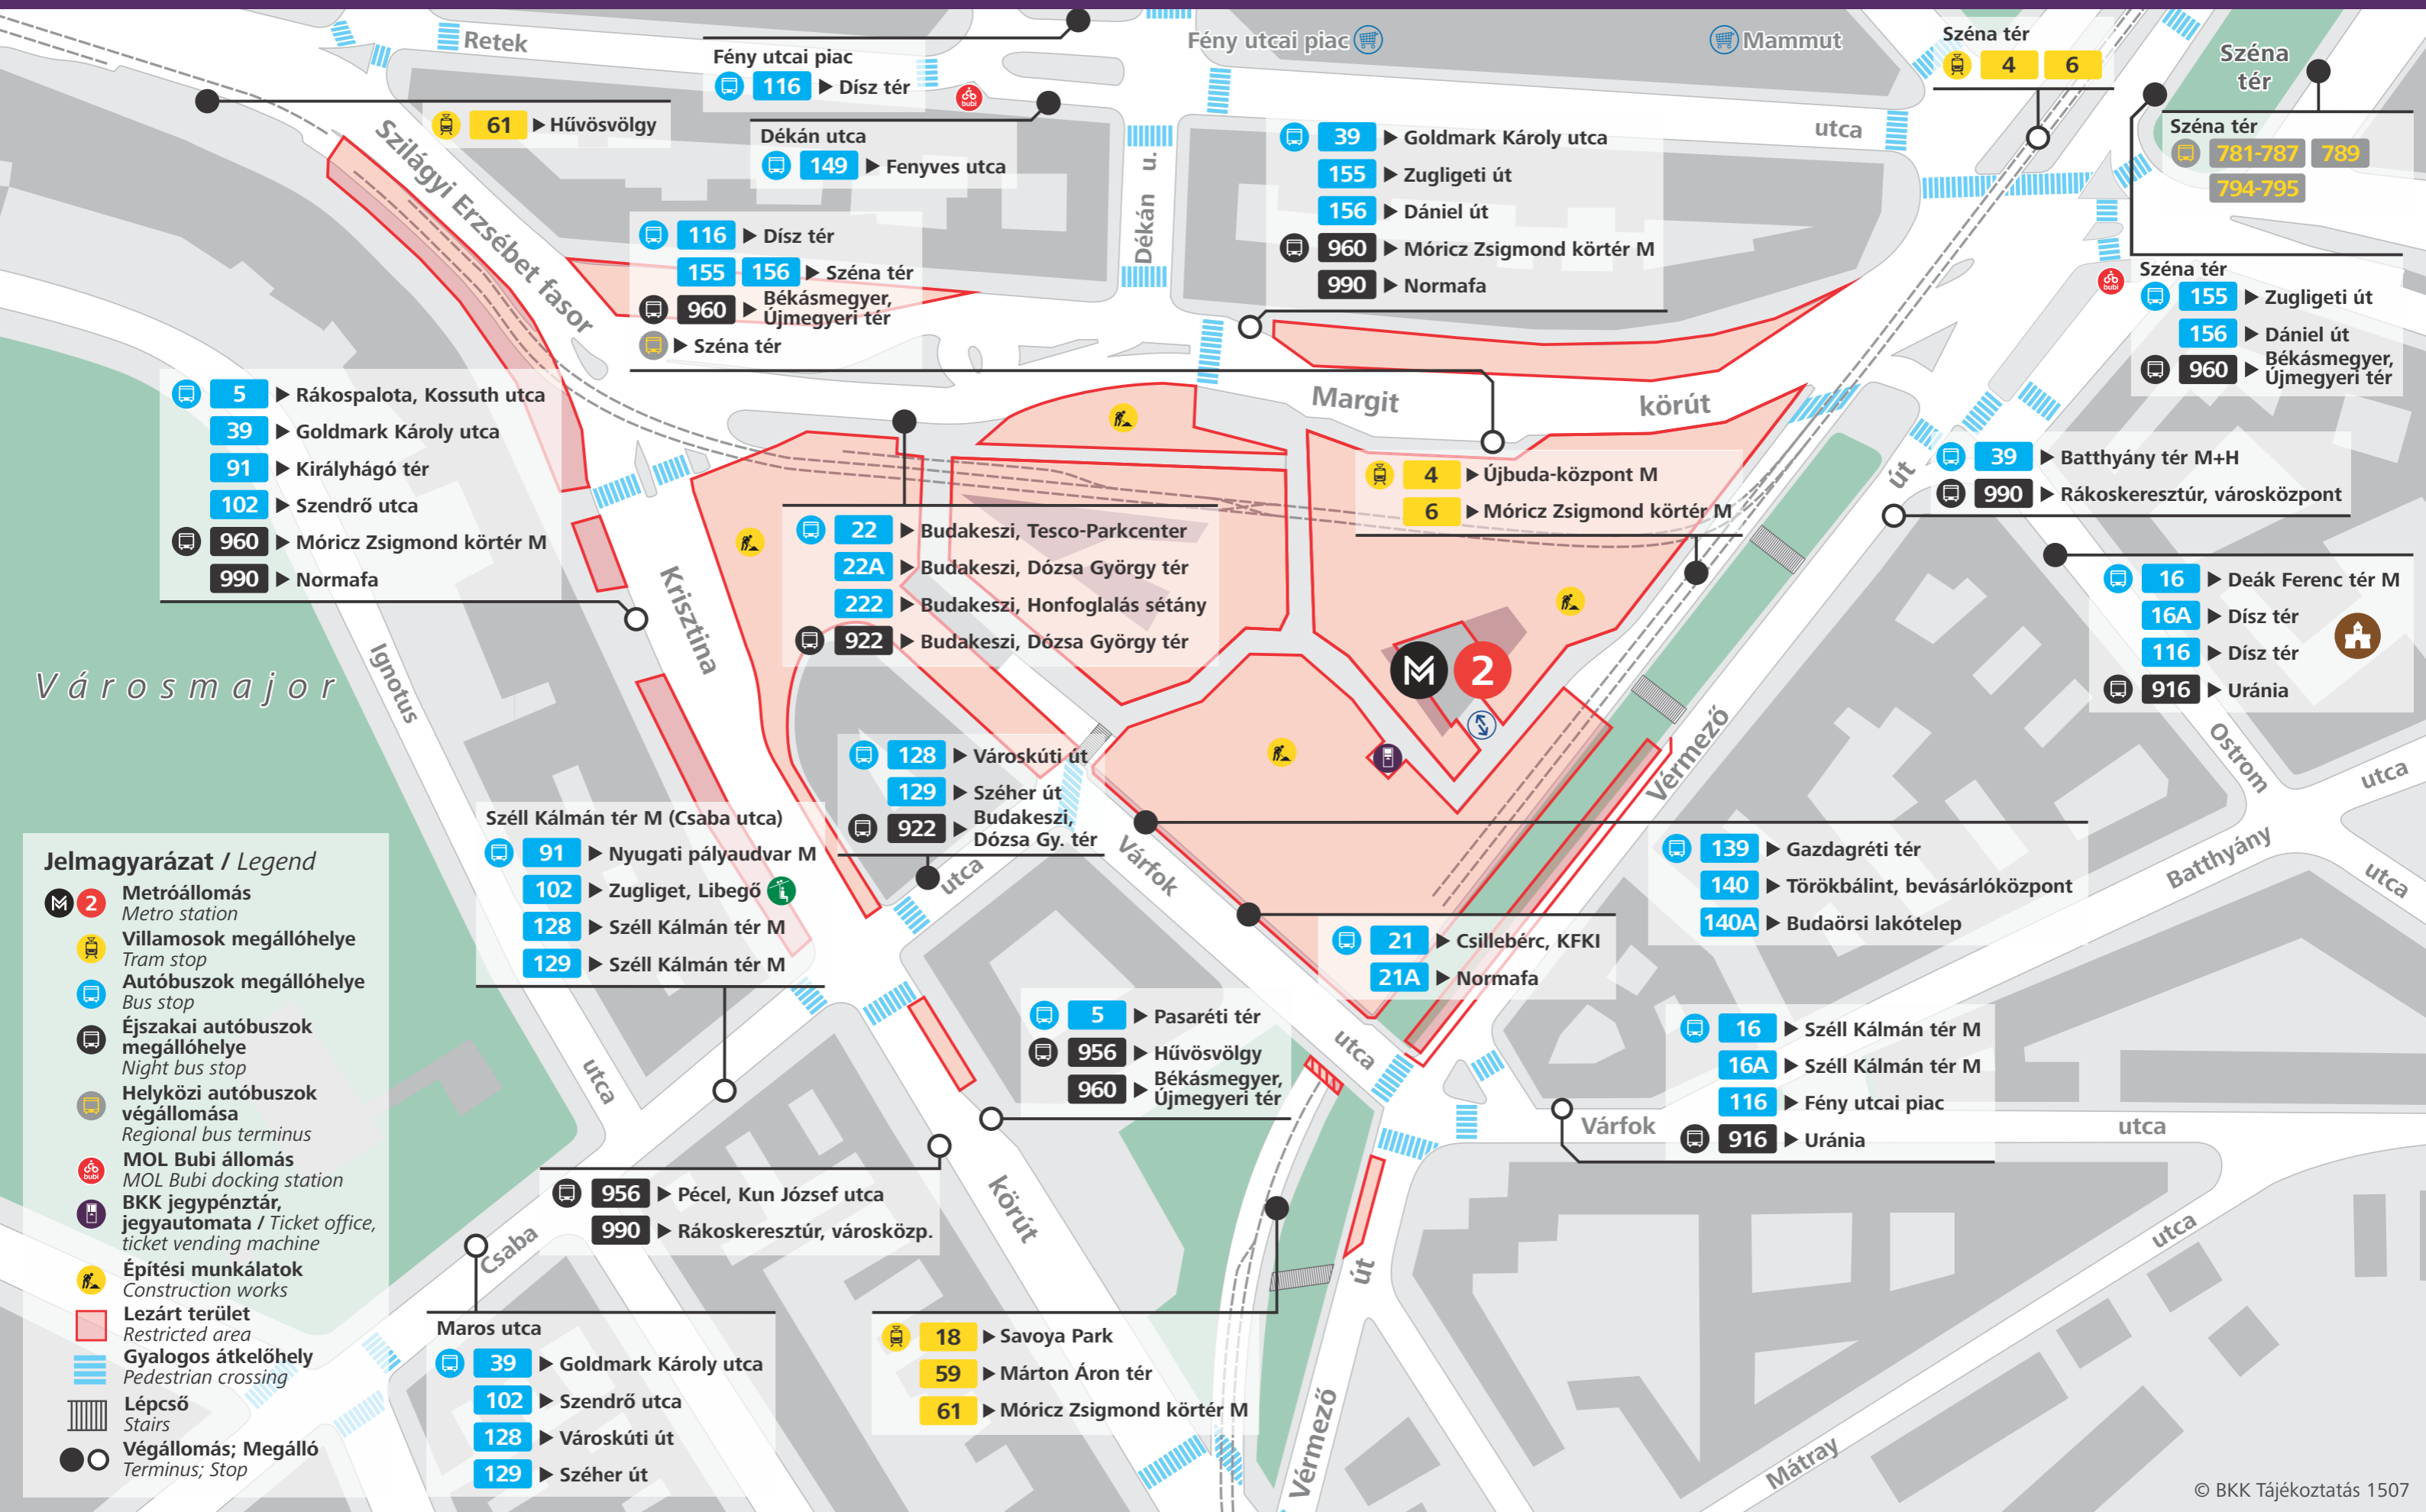 Retek
utca
Fény utcai piac
Mammut
Széna tér
4 6
Széna
tér
Széna tér
781-787 789
794-795
Fény utcai piac
116 Dísz tér
61 Hűvösvölgy
Dékán utca
149 Fenyves utca
Dékán u.
Szilágyi Erzsébet fasor
39 Goldmark Károly utca
155 Zugligeti út
156 Dániel út
960 Móricz Zsigmond körtér M
990 Normafa
116 Dísz tér
155 156 Széna tér
960 Békásmegyer,
Újmegyeri tér
Széna tér
Széna tér
155 Zugligeti út
156 Dániel út
960 Békásmegyer,
Újmegyeri tér
bubi
bubi
Margit körút
5 Rákospalota, Kossuth utca
39 Goldmark Károly utca
91 Királyhágó tér
102 Szendrő utca
960 Móricz Zsigmond körtér M
990 Normafa
4 Újbuda-központ M
6 Móricz Zsigmond körtér M
39 Batthyány tér M+H
990 Rákoskeresztúr, városközpont
22 Budakeszi, Tesco-Parkcenter
22A Budakeszi, Dózsa György tér
222 Budakeszi, Honfoglalás sétány
922 Budakeszi, Dózsa György tér
16 Deák Ferenc tér M
16A Dísz tér
116 Dísz tér
916 Uránia
M 2
Városmajor
Ignotus
utca
Krisztina
körút
Vérmező
út
Ostrom
utca
Batthyány
utca
128 Városkúti út
129 Széher út
922 Budakeszi,
Dózsa Gy. tér
utca
Várfok
utca
139 Gazdagréti tér
140 Törökbálint, bevásárlóközpont
140A Budaörsi lakótelep
Széll Kálmán tér M (Csaba utca)
91 Nyugati pályaudvar M
102 Zugliget, Libegő
128 Széll Kálmán tér M
129 Széll Kálmán tér M
21 Csillebérc, KFKI
21A Normafa
5 Pasaréti tér
956 Hűvösvölgy
960 Békásmegyer,
Újmegyeri tér
16 Széll Kálmán tér M
16A Széll Kálmán tér M
116 Fény utcai piac
916 Uránia
Várfok utca
956 Pécel, Kun József utca
990 Rákoskeresztúr, városközp.
Csaba
Maros utca
39 Goldmark Károly utca
102 Szendrő utca
128 Városkúti út
129 Széher út
18 Savoya Park
59 Márton Áron tér
61 Móricz Zsigmond körtér M
Vérmező
út
Mátray
utca
Jelmagyarázat / Legend
M 2 Metróállomás
Metro station
Villamosok megállóhelye
Tram stop
Autóbuszok megállóhelye
Bus stop
Éjszakai autóbuszok
megállóhelye
Night bus stop
Helyközi autóbuszok
végállomása
Regional bus terminus
bubi MOL Bubi állomás
MOL Bubi docking station
BKK jegypénztár,
jegyautomata / Ticket office,
ticket vending machine
Építési munkálatok
Construction works
Lezárt terület
Restricted area
Gyalogos átkelőhely
Pedestrian crossing
Lépcső
Stairs
Végállomás; Megálló
Terminus; Stop
© BKK Tájékoztatás 1507